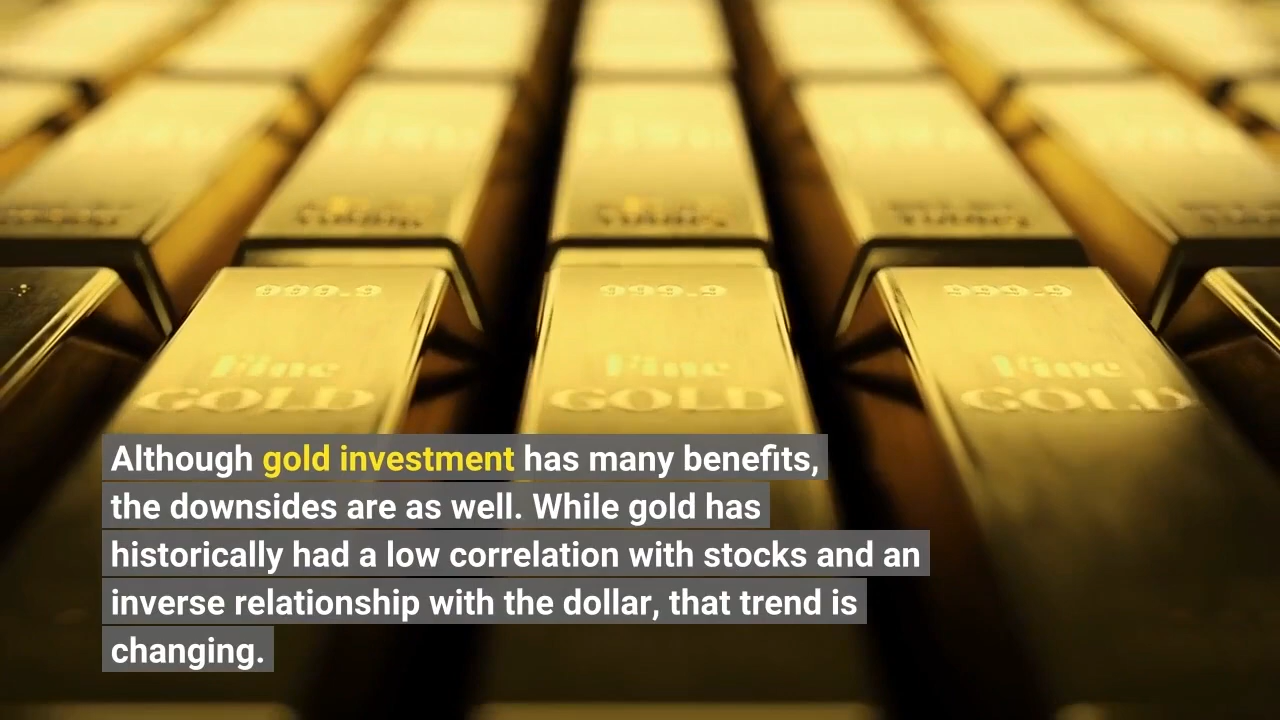 999.9 999.9 999.9
Fine Fine Fine
GOLD GOLD GOLD
Although gold investment has many benefits,
the downsides are as well. While gold has
historically had a low correlation with stocks and an
inverse relationship with the dollar, that trend is
changing.